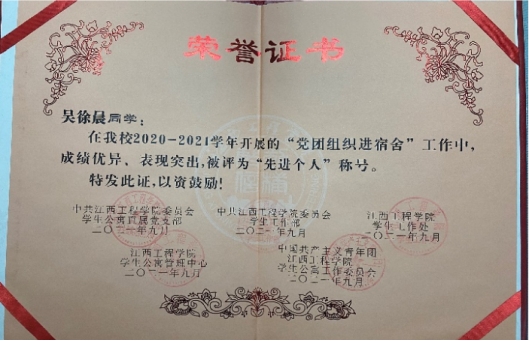 荣誉证书
吴徐晨同学：
在我校2020-2021学年开展的“党团组织进宿舍”工作中，
成绩优异、表现突出，被评为“先进个人”称号。
特发此证，以资鼓励！
中共江西工程学院委员会
学生公寓直属党支部
二〇二一年九月
中共江西工程学院委员会
学生工作部
二〇二一年九月
江西工程学院
学生工作处
二〇二一年九月
江西工程学院
学生公寓管理中心
二〇二一年九月
中国共产主义青年团
江西工程学院
学生公寓工作委员会
二〇二一年九月